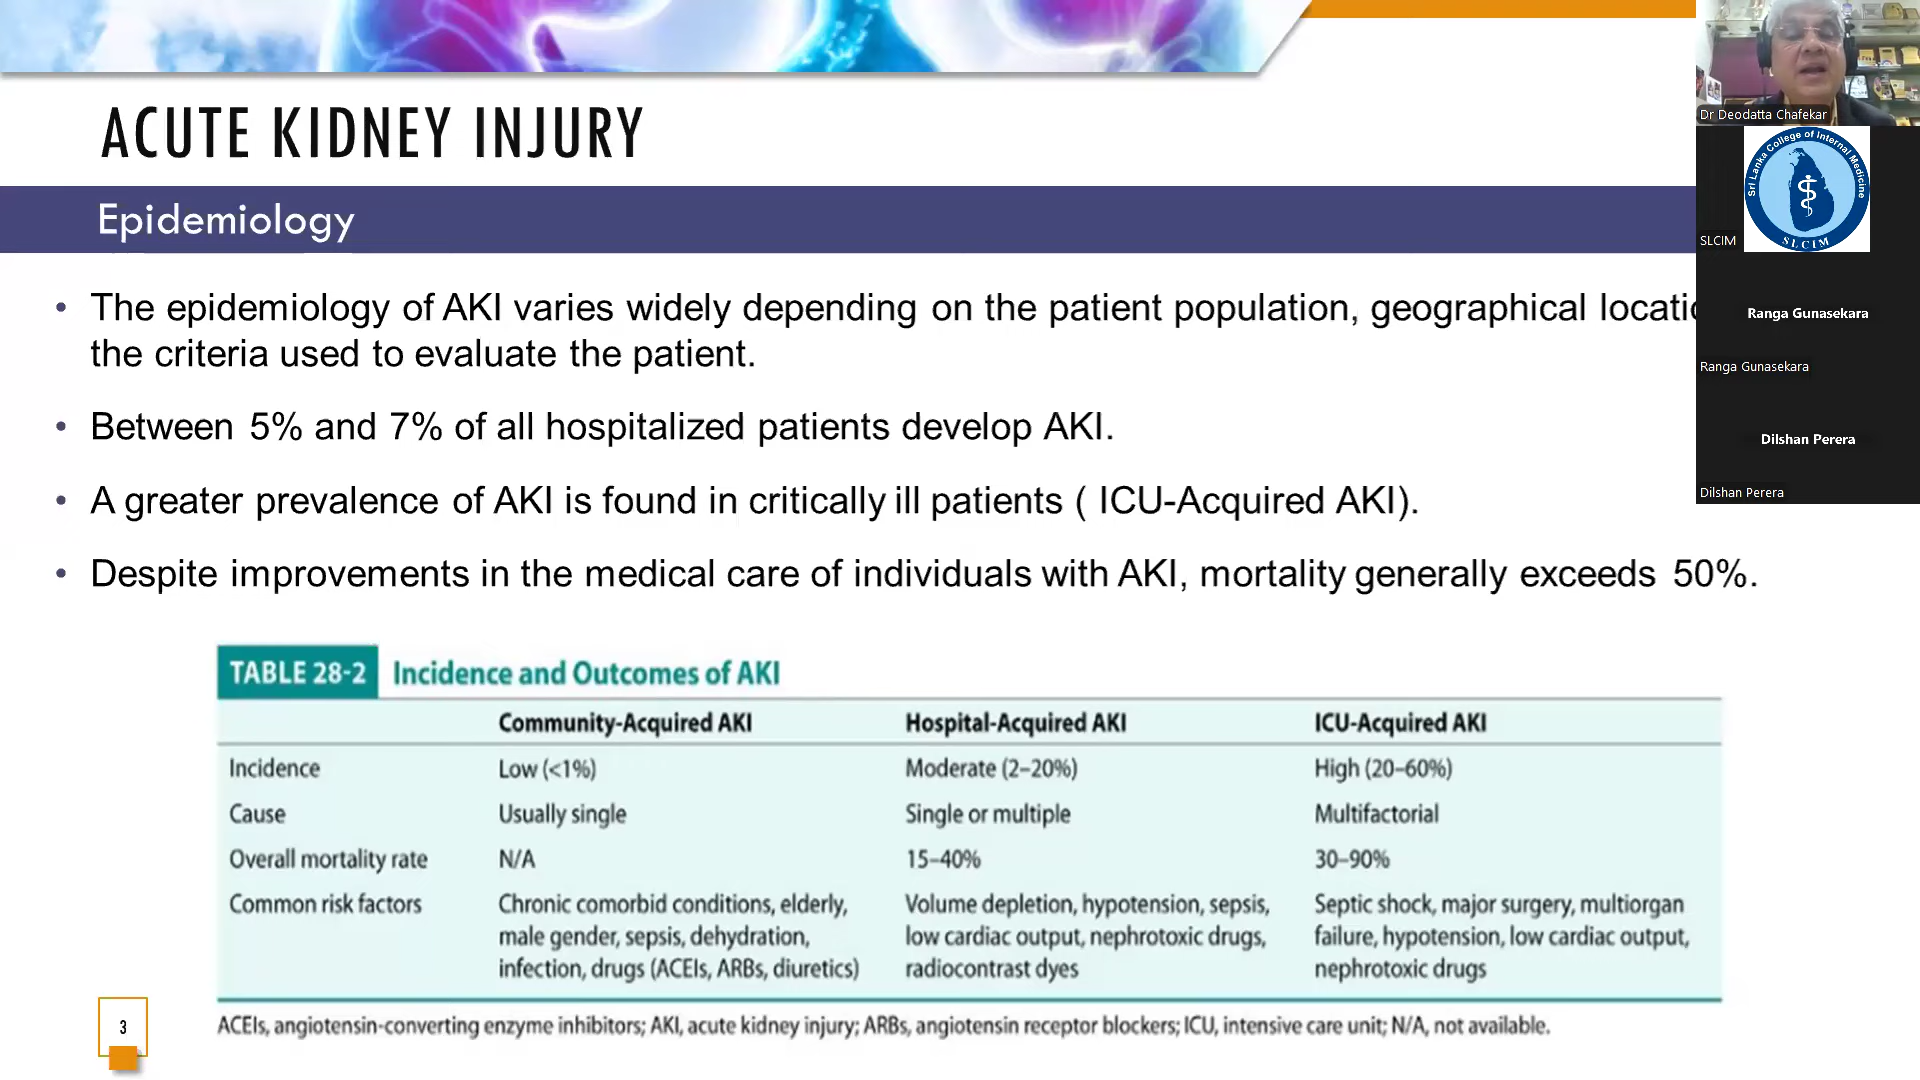 ACUTE KIDNEY INJURY
Epidemiology
• The epidemiology of AKI varies widely depending on the patient population, geographical
the criteria used to evaluate the patient.
• Between 5% and 7% of all hospitalized patients develop AKI.
• A greater prevalence of AKI is found in critically ill patients ( ICU-Acquired AKI).
• Despite improvements in the medical care of individuals with AKI, mortality generally exceeds 50%.
TABLE 28-2 Incidence and Outcomes of AKI
Community-Acquired AKI Hospital-Acquired AKI ICU-Acquired AKI
Incidence Low (<1%) Moderate (2–20%) High (20–60%)
Cause Usually single Single or multiple Multifactorial
Overall mortality rate N/A 15–40% 30–90%
Common risk factors Chronic comorbid conditions, elderly, Volume depletion, hypotension, sepsis, Septic shock, major surgery, multiorgan
male gender, sepsis, dehydration, low cardiac output, nephrotoxic drugs, failure, hypotension, low cardiac output,
infection, drugs (ACEIs, ARBs, diuretics) radiocontrast dyes nephrotoxic drugs
ACEIs, angiotensin-converting enzyme inhibitors; AKI, acute kidney injury; ARBs, angiotensin receptor blockers; ICU, intensive care unit; N/A, not available.
3
Dr Deodatta Chafekar
Sri Lanka College of Internal Medicine
SLCIM
SLCIM
Ranga Gunasekara
Ranga Gunasekara
Dilshan Perera
Dilshan Perera